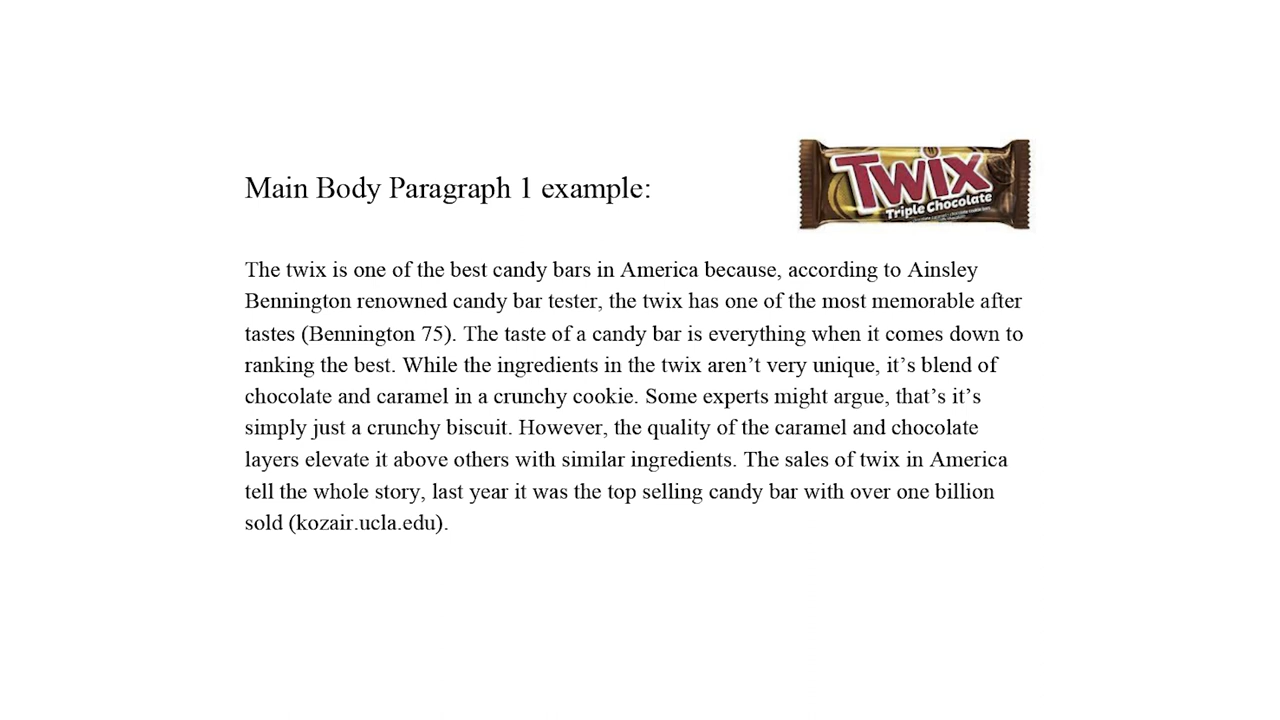 Main Body Paragraph 1 example:
TWIX
Triple Chocolate
The twix is one of the best candy bars in America because, according to Ainsley
Bennington renowned candy bar tester, the twix has one of the most memorable after
tastes (Bennington 75). The taste of a candy bar is everything when it comes down to
ranking the best. While the ingredients in the twix aren’t very unique, it’s blend of
chocolate and caramel in a crunchy cookie. Some experts might argue, that’s it’s
simply just a crunchy biscuit. However, the quality of the caramel and chocolate
layers elevate it above others with similar ingredients. The sales of twix in America
tell the whole story, last year it was the top selling candy bar with over one billion
sold (kozair.ucla.edu).